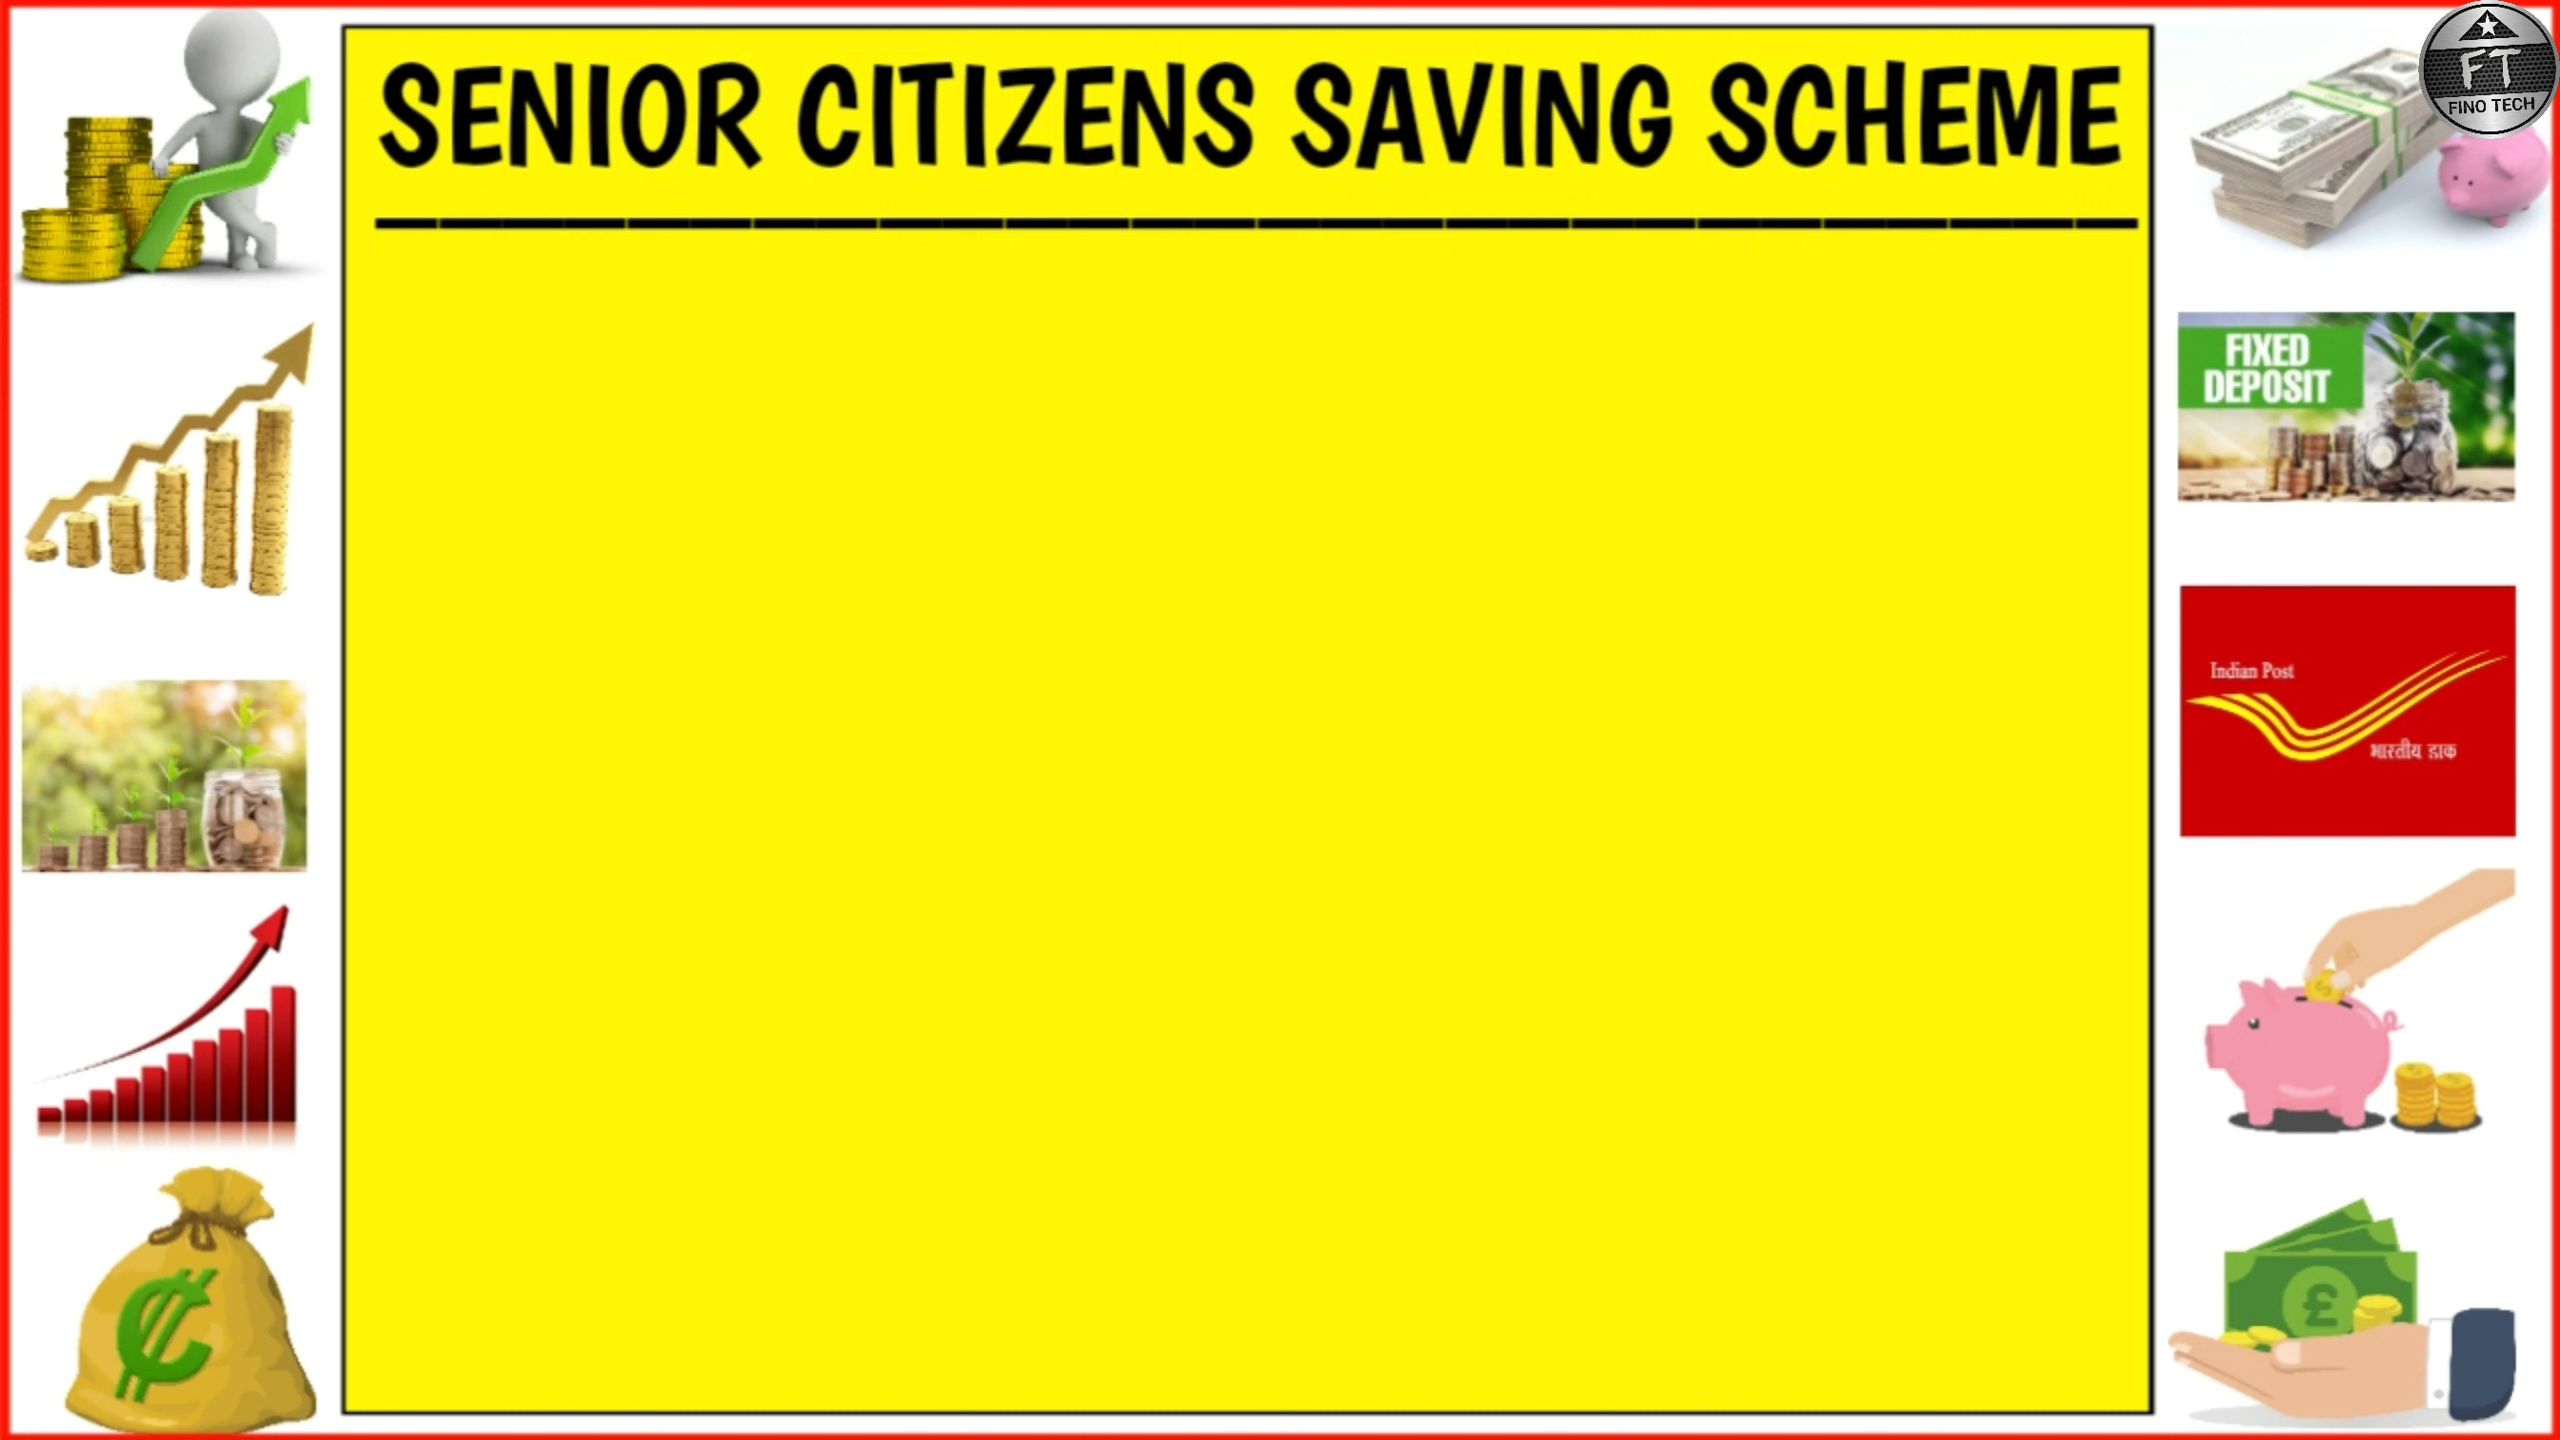 SENIOR CITIZENS SAVING SCHEME
FT
FINO TECH
FIXED
DEPOSIT
Indian Post
भारतीय डाक
£